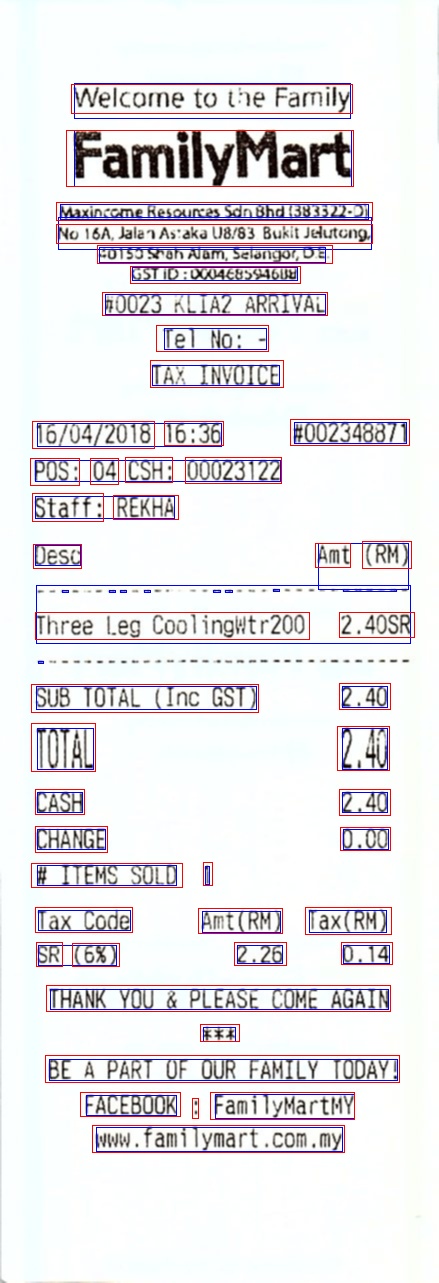 Welcome to the Family
FamilyMart
Maxincome Resources Sdn Bhd (383322-D)
No 16A, Jalan Astaka U8/83 Bukit Jelutong,
40150 Shah Alam, Selangor, D.E.
GST ID : 000468594688
#0023 KLIA2 ARRIVAL
Tel No: -
TAX INVOICE
16/04/2018 16:36 #002348871
POS: 04 CSH: 00023122
Staff: REKHA
Desc Amt (RM)
Three Leg CoolingWtr200 2.40SR
SUB TOTAL (Inc GST) 2.40
TOTAL 2.40
CASH 2.40
CHANGE 0.00
# ITEMS SOLD
Tax Code Amt(RM) Tax(RM)
SR (6%) 2.26 0.14
THANK YOU & PLEASE COME AGAIN
***
BE A PART OF OUR FAMILY TODAY!
FACEBOOK : FamilyMartMY
www.familymart.com.my